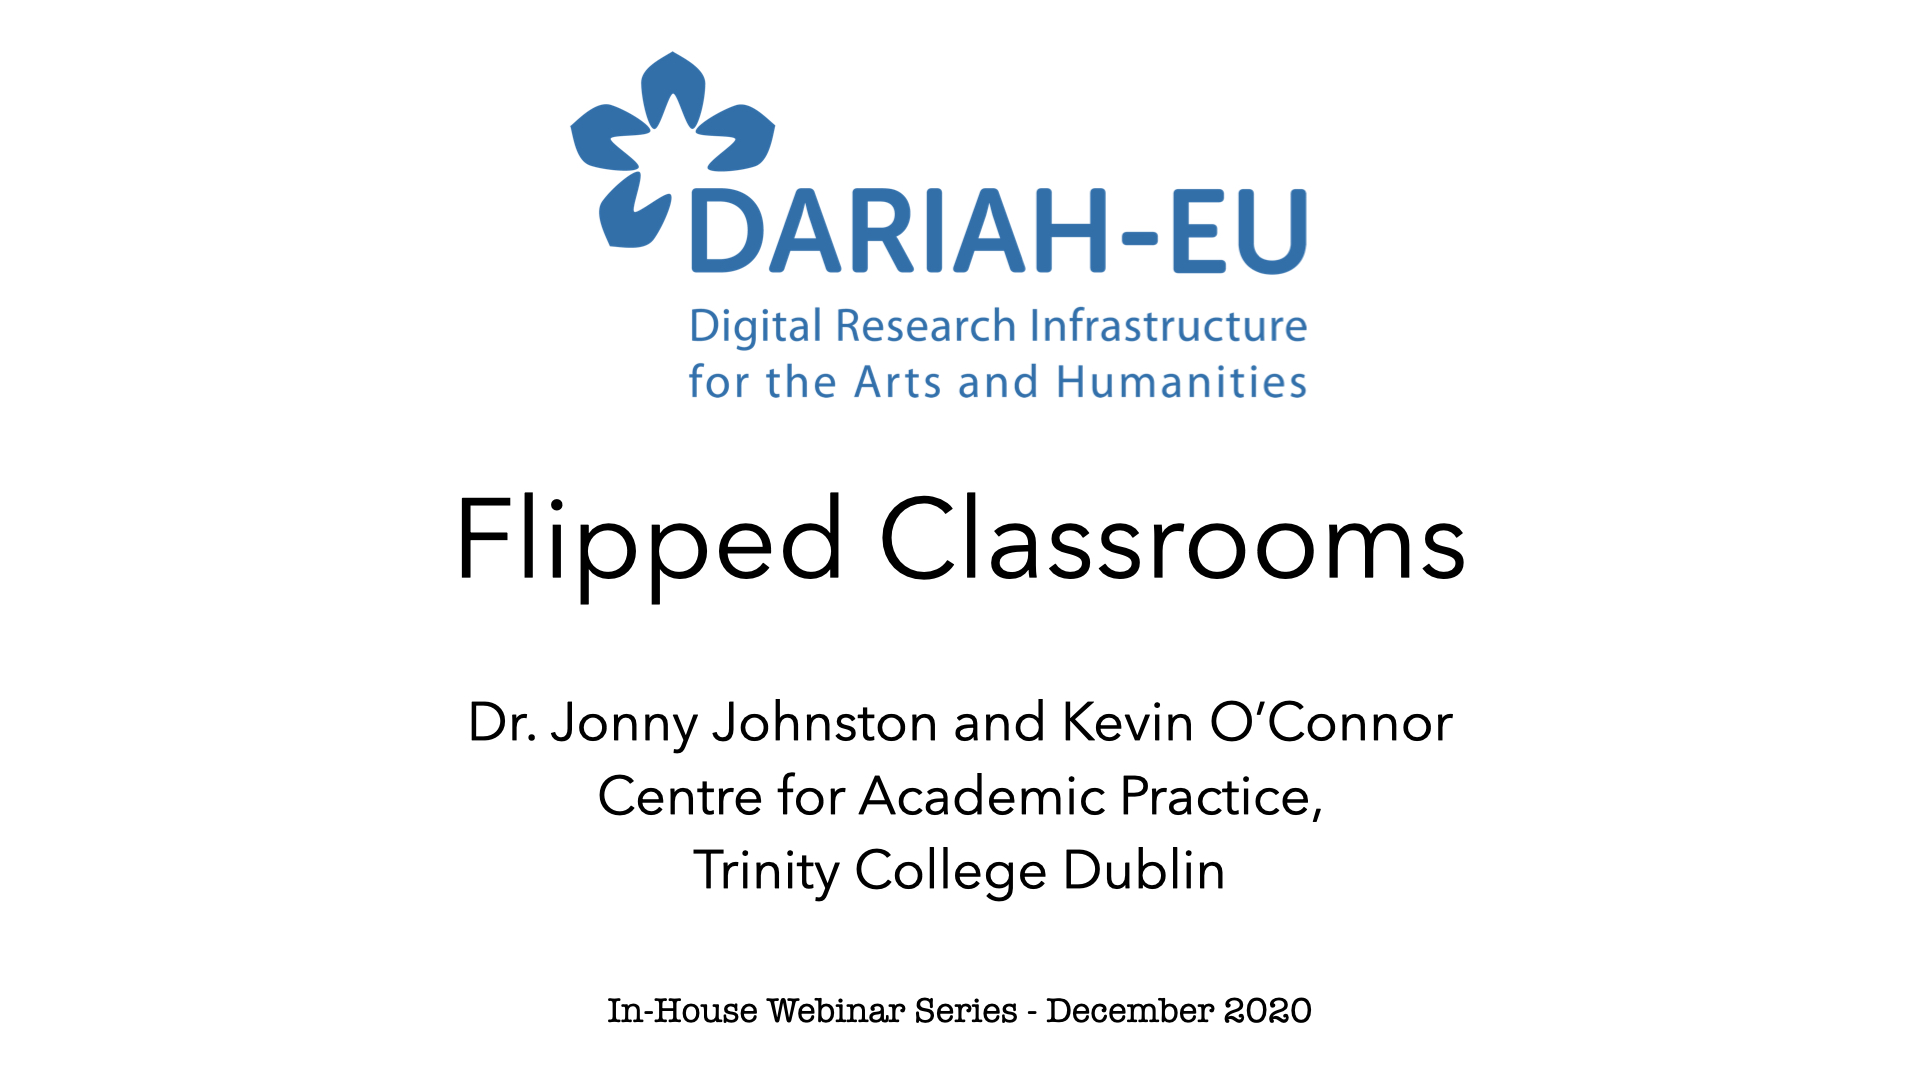 DARIAH-EU
Digital Research Infrastructure
for the Arts and Humanities
Flipped Classrooms
Dr. Jonny Johnston and Kevin O’Connor
Centre for Academic Practice,
Trinity College Dublin
In-House Webinar Series - December 2020